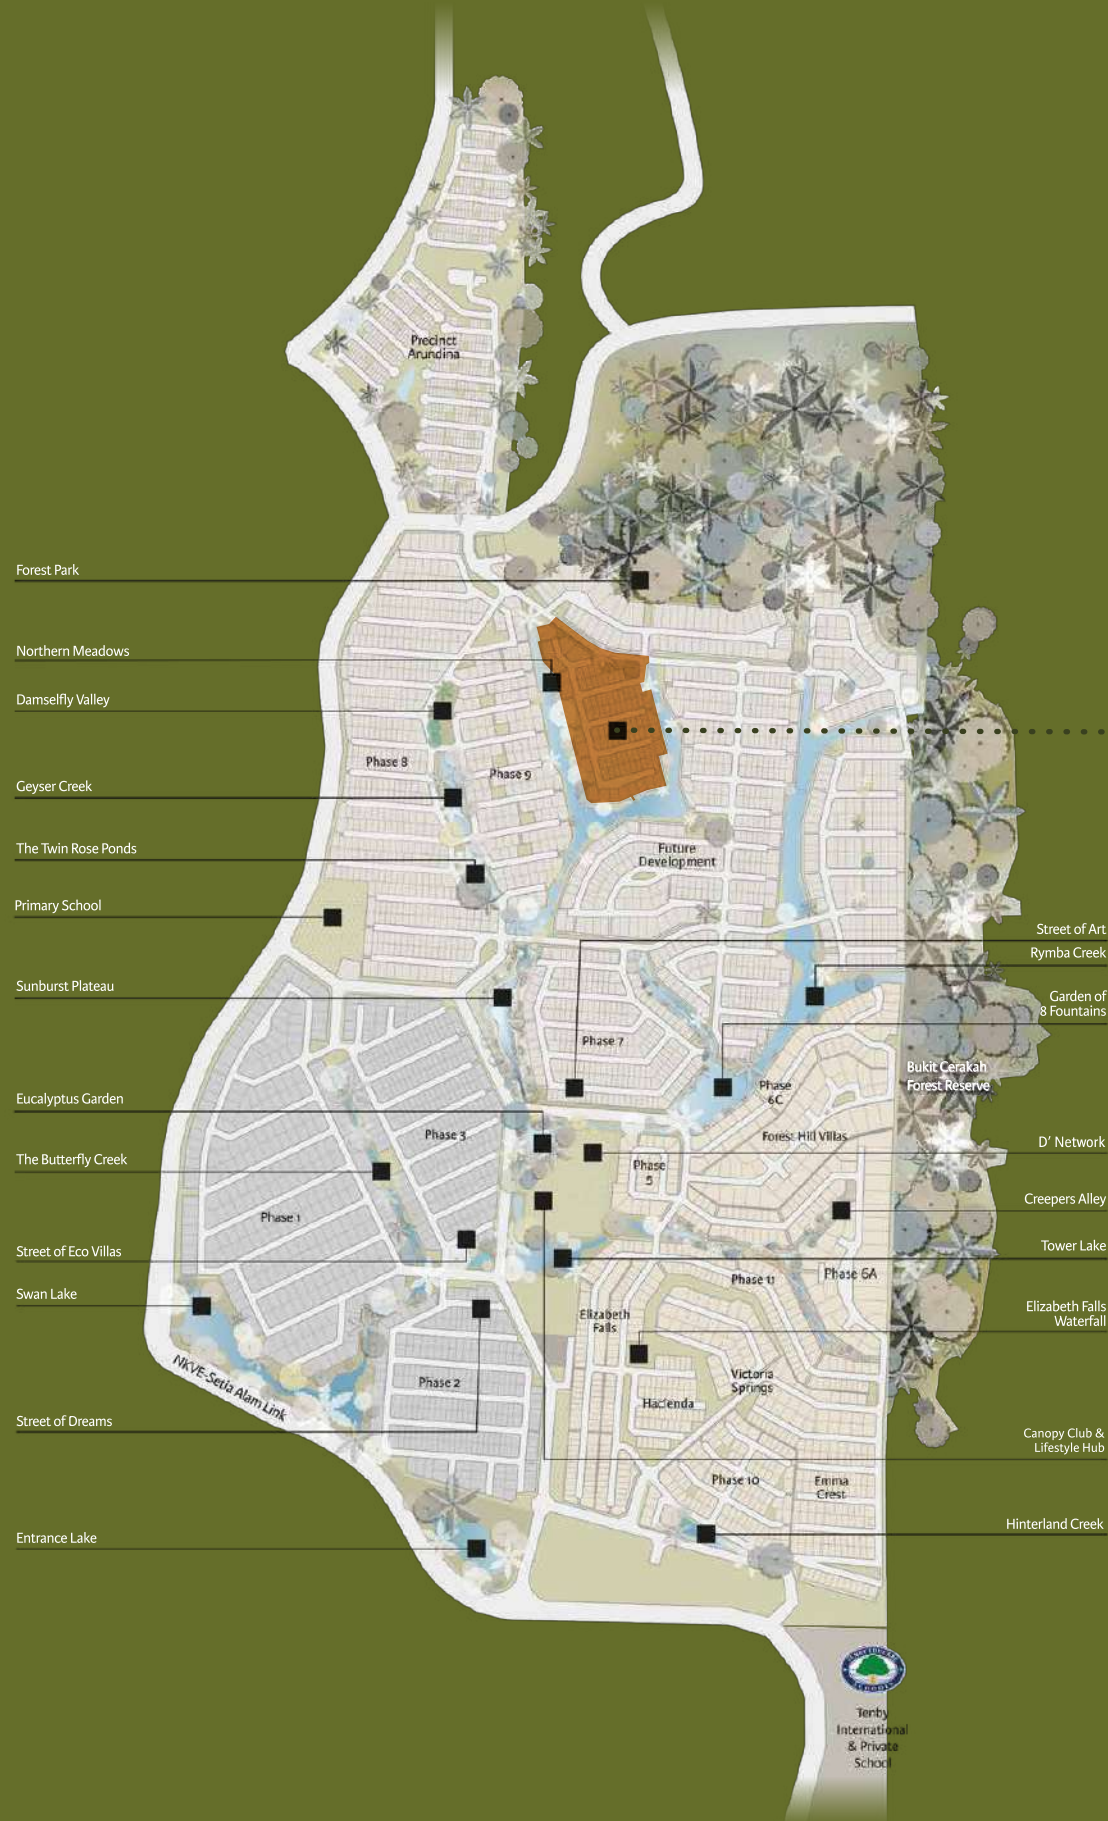 Precinct
Arundina
Forest Park
Northern Meadows
Damselfly Valley
Phase 8
Phase 9
Geyser Creek
The Twin Rose Ponds
Future
Development
Primary School
Street of Art
Rymba Creek
Sunburst Plateau
Garden of
8 Fountains
Phase 7
Bukit Cerakah
Forest Reserve
Phase
6C
Eucalyptus Garden
Phase 3
Forest Hill Villas
D' Network
The Butterfly Creek
Phase
5
Creepers Alley
Phase 1
Street of Eco Villas
Tower Lake
Phase 11
Phase 6A
Swan Lake
Elizabeth
Falls
Elizabeth Falls
Waterfall
NKVE-Setia Alam Link
Phase 2
Victoria
Springs
Hacienda
Street of Dreams
Canopy Club &
Lifestyle Hub
Phase 10
Emma
Crest
Entrance Lake
Hinterland Creek
SCHOOLS
Tenby
International
& Private
School